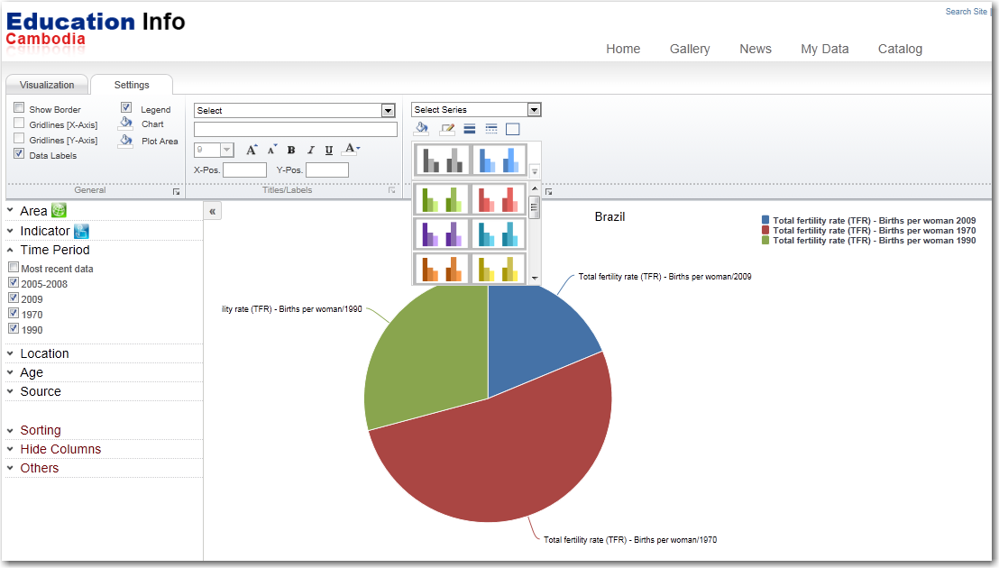 Search Site
Education Info
Cambodia
Home Gallery News My Data Catalog
Visualization Settings
Show Border Legend Select Select Series
Gridlines [X-Axis] Chart
Gridlines [Y-Axis] Plot Area
Data Labels
9 A A B I U A
X-Pos. Y-Pos.
General Titles/Labels
Area
Indicator
Time Period
Most recent data
2005-2008
2009
1970
1990
Location
Age
Source
Sorting
Hide Columns
Others
«
Brazil
Total fertility rate (TFR) - Births per woman 2009
Total fertility rate (TFR) - Births per woman 1970
Total fertility rate (TFR) - Births per woman 1990
Total fertility rate (TFR) - Births per woman/2009
lity rate (TFR) - Births per woman/1990
Total fertility rate (TFR) - Births per woman/1970